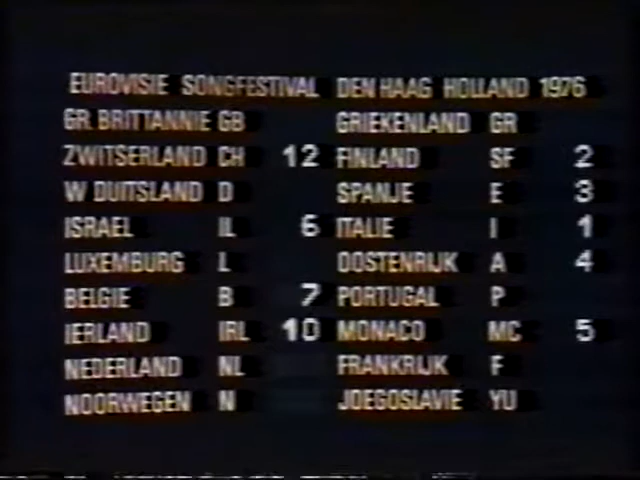 EUROVISIE SONGFESTIVAL DEN HAAG HOLLAND 1976
GR. BRITTANNIE GB GRIEKENLAND GR
ZWITSERLAND CH 12 FINLAND SF 2
W DUITSLAND D SPANJE E 3
ISRAEL IL 6 ITALIE I 1
LUXEMBURG L OOSTENRIJK A 4
BELGIE B 7 PORTUGAL P
IERLAND IRL 10 MONACO MC 5
NEDERLAND NL FRANKRIJK F
NOORWEGEN N JOEGOSLAVIE YU